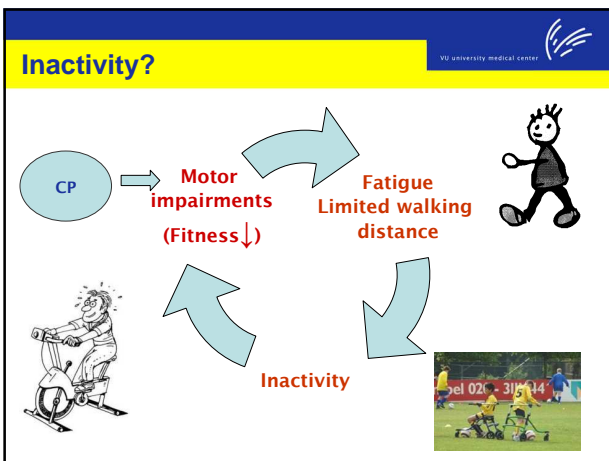 Inactivity?
VU university medical center
CP
Motor
impairments
(Fitness↓)
Fatigue
Limited walking
distance
Inactivity